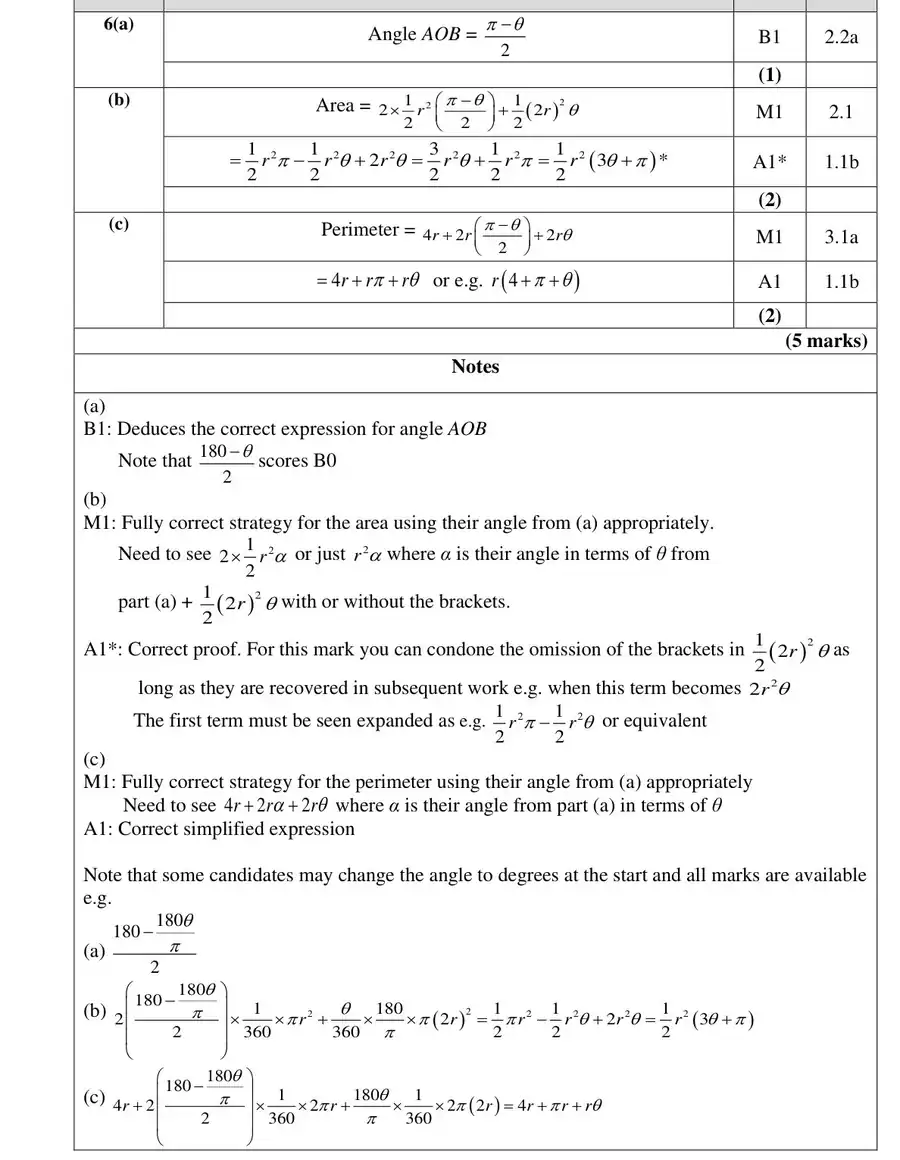 6(a) Angle AOB = (π − θ)/2 B1 2.2a
(1)
(b) Area = 2 × 1/2 r² ((π − θ)/2) + 1/2 (2r)² θ M1 2.1
= 1/2 r²π − 1/2 r²θ + 2r²θ = 3/2 r²θ + 1/2 r²π = 1/2 r² (3θ + π) * A1* 1.1b
(2)
(c) Perimeter = 4r + 2r ((π − θ)/2) + 2rθ M1 3.1a
= 4r + rπ + rθ or e.g. r (4 + π + θ) A1 1.1b
(2)
(5 marks)
Notes
(a)
B1: Deduces the correct expression for angle AOB
Note that (180 − θ)/2 scores B0
(b)
M1: Fully correct strategy for the area using their angle from (a) appropriately.
Need to see 2 × 1/2 r²α or just r²α where α is their angle in terms of θ from
part (a) + 1/2 (2r)² θ with or without the brackets.
A1*: Correct proof. For this mark you can condone the omission of the brackets in 1/2 (2r)² θ as
long as they are recovered in subsequent work e.g. when this term becomes 2r²θ
The first term must be seen expanded as e.g. 1/2 r²π − 1/2 r²θ or equivalent
(c)
M1: Fully correct strategy for the perimeter using their angle from (a) appropriately
Need to see 4r + 2rα + 2rθ where α is their angle from part (a) in terms of θ
A1: Correct simplified expression
Note that some candidates may change the angle to degrees at the start and all marks are available
e.g.
(a) (180 − 180θ/π)/2
(b) 2 ((180 − 180θ/π)/2) × 1/360 × πr² + θ/360 × 180/π × π (2r)² = 1/2 πr² − 1/2 r²θ + 2r²θ = 1/2 r² (3θ + π)
(c) 4r + 2 ((180 − 180θ/π)/2) × 1/360 × 2πr + 180θ/π × 1/360 × 2π (2r) = 4r + πr + rθ